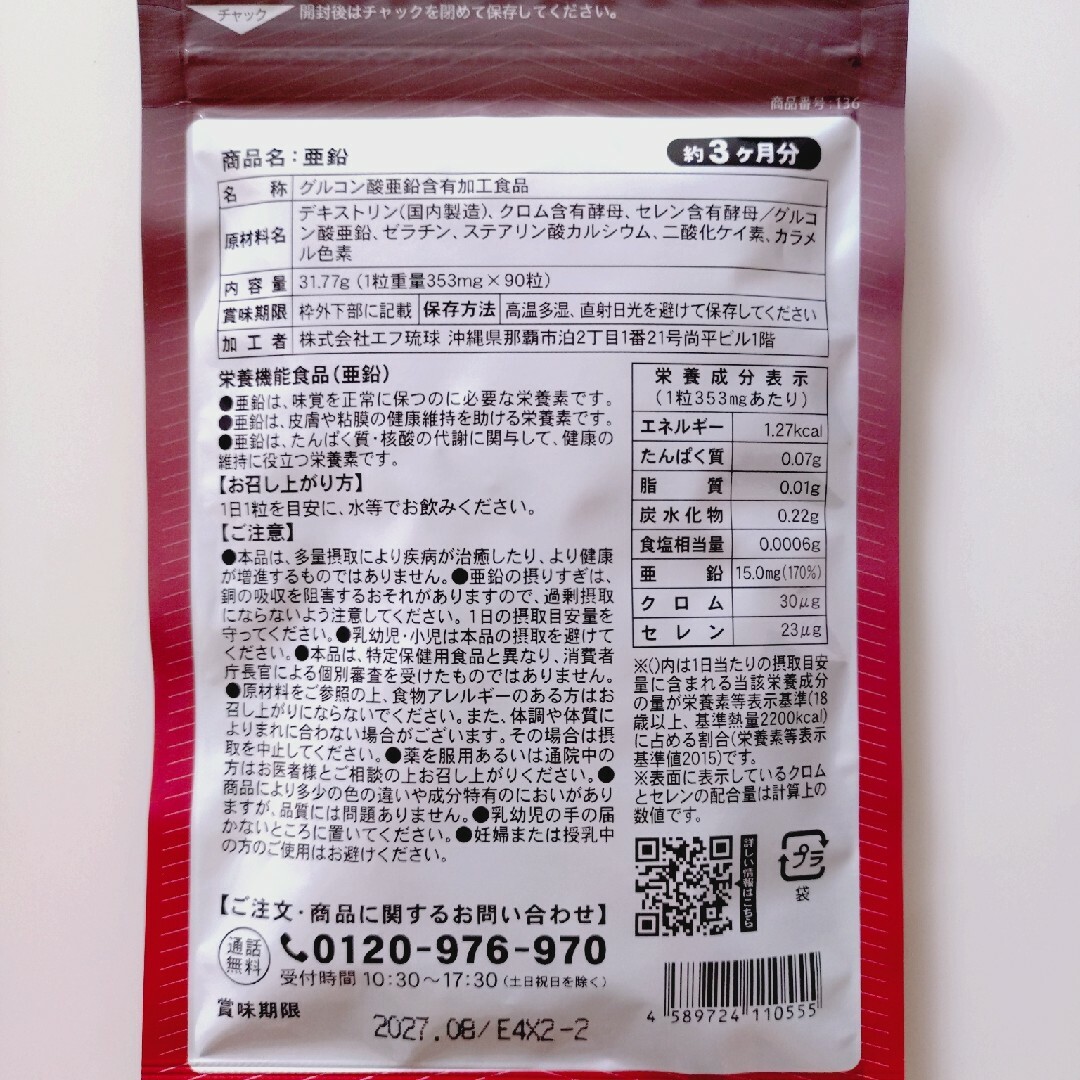 チャック
開封後はチャックを閉めて保存してください。
商品番号：136
商品名：亜鉛
約3ヶ月分
名 称 グルコン酸亜鉛含有加工食品
原材料名 デキストリン(国内製造)、クロム含有酵母、セレン含有酵母／グルコ
ン酸亜鉛、ゼラチン、ステアリン酸カルシウム、二酸化ケイ素、カラメ
ル色素
内容量 31.77g (1粒重量353mg×90粒)
賞味期限 枠外下部に記載 保存方法 高温多湿、直射日光を避けて保存してください
加工者 株式会社エフ琉球 沖縄県那覇市泊2丁目1番21号尚平ビル1階
栄養機能食品(亜鉛)
●亜鉛は、味覚を正常に保つのに必要な栄養素です。
●亜鉛は、皮膚や粘膜の健康維持を助ける栄養素です。
●亜鉛は、たんぱく質・核酸の代謝に関与して、健康の
維持に役立つ栄養素です。
【お召し上がり方】
1日1粒を目安に、水等でお飲みください。
【ご注意】
●本品は、多量摂取により疾病が治癒したり、より健康
が増進するものではありません。●亜鉛の摂りすぎは、
銅の吸収を阻害するおそれがありますので、過剰摂取
にならないよう注意してください。1日の摂取目安量を
守ってください。●乳幼児・小児は本品の摂取を避けて
ください。●本品は、特定保健用食品と異なり、消費者
庁長官による個別審査を受けたものではありません。
●原材料をご参照の上、食物アレルギーのある方はお
召し上がりにならないでください。また、体調や体質に
よりまれに合わない場合がございます。その場合は摂
取を中止してください。●薬を服用あるいは通院中の
方はお医者様とご相談の上お召し上がりください。●
商品により多少の色の違いや成分特有のにおいがあり
ますが、品質には問題ありません。●乳幼児の手の届
かないところに置いてください。●妊婦または授乳中
の方のご使用はお避けください。
栄養成分表示
(1粒353mgあたり)
エネルギー 1.27kcal
たんぱく質 0.07g
脂質 0.01g
炭水化物 0.22g
食塩相当量 0.0006g
亜鉛 15.0mg(170%)
クロム 30μg
セレン 23μg
※()内は1日当たりの摂取目安
量に含まれる当該栄養成分
の量が栄養素等表示基準(18
歳以上、基準熱量2200kcal)
に占める割合(栄養素等表示
基準値2015)です。
※表面に表示しているクロム
とセレンの配合量は計算上の
数値です。
詳しい情報はこちら
プラ
袋
【ご注文・商品に関するお問い合わせ】
通話
無料
0120-976-970
受付時間 10:30～17:30 (土日祝日を除く)
賞味期限
2027.08/E4X2-2
4 589724 110555